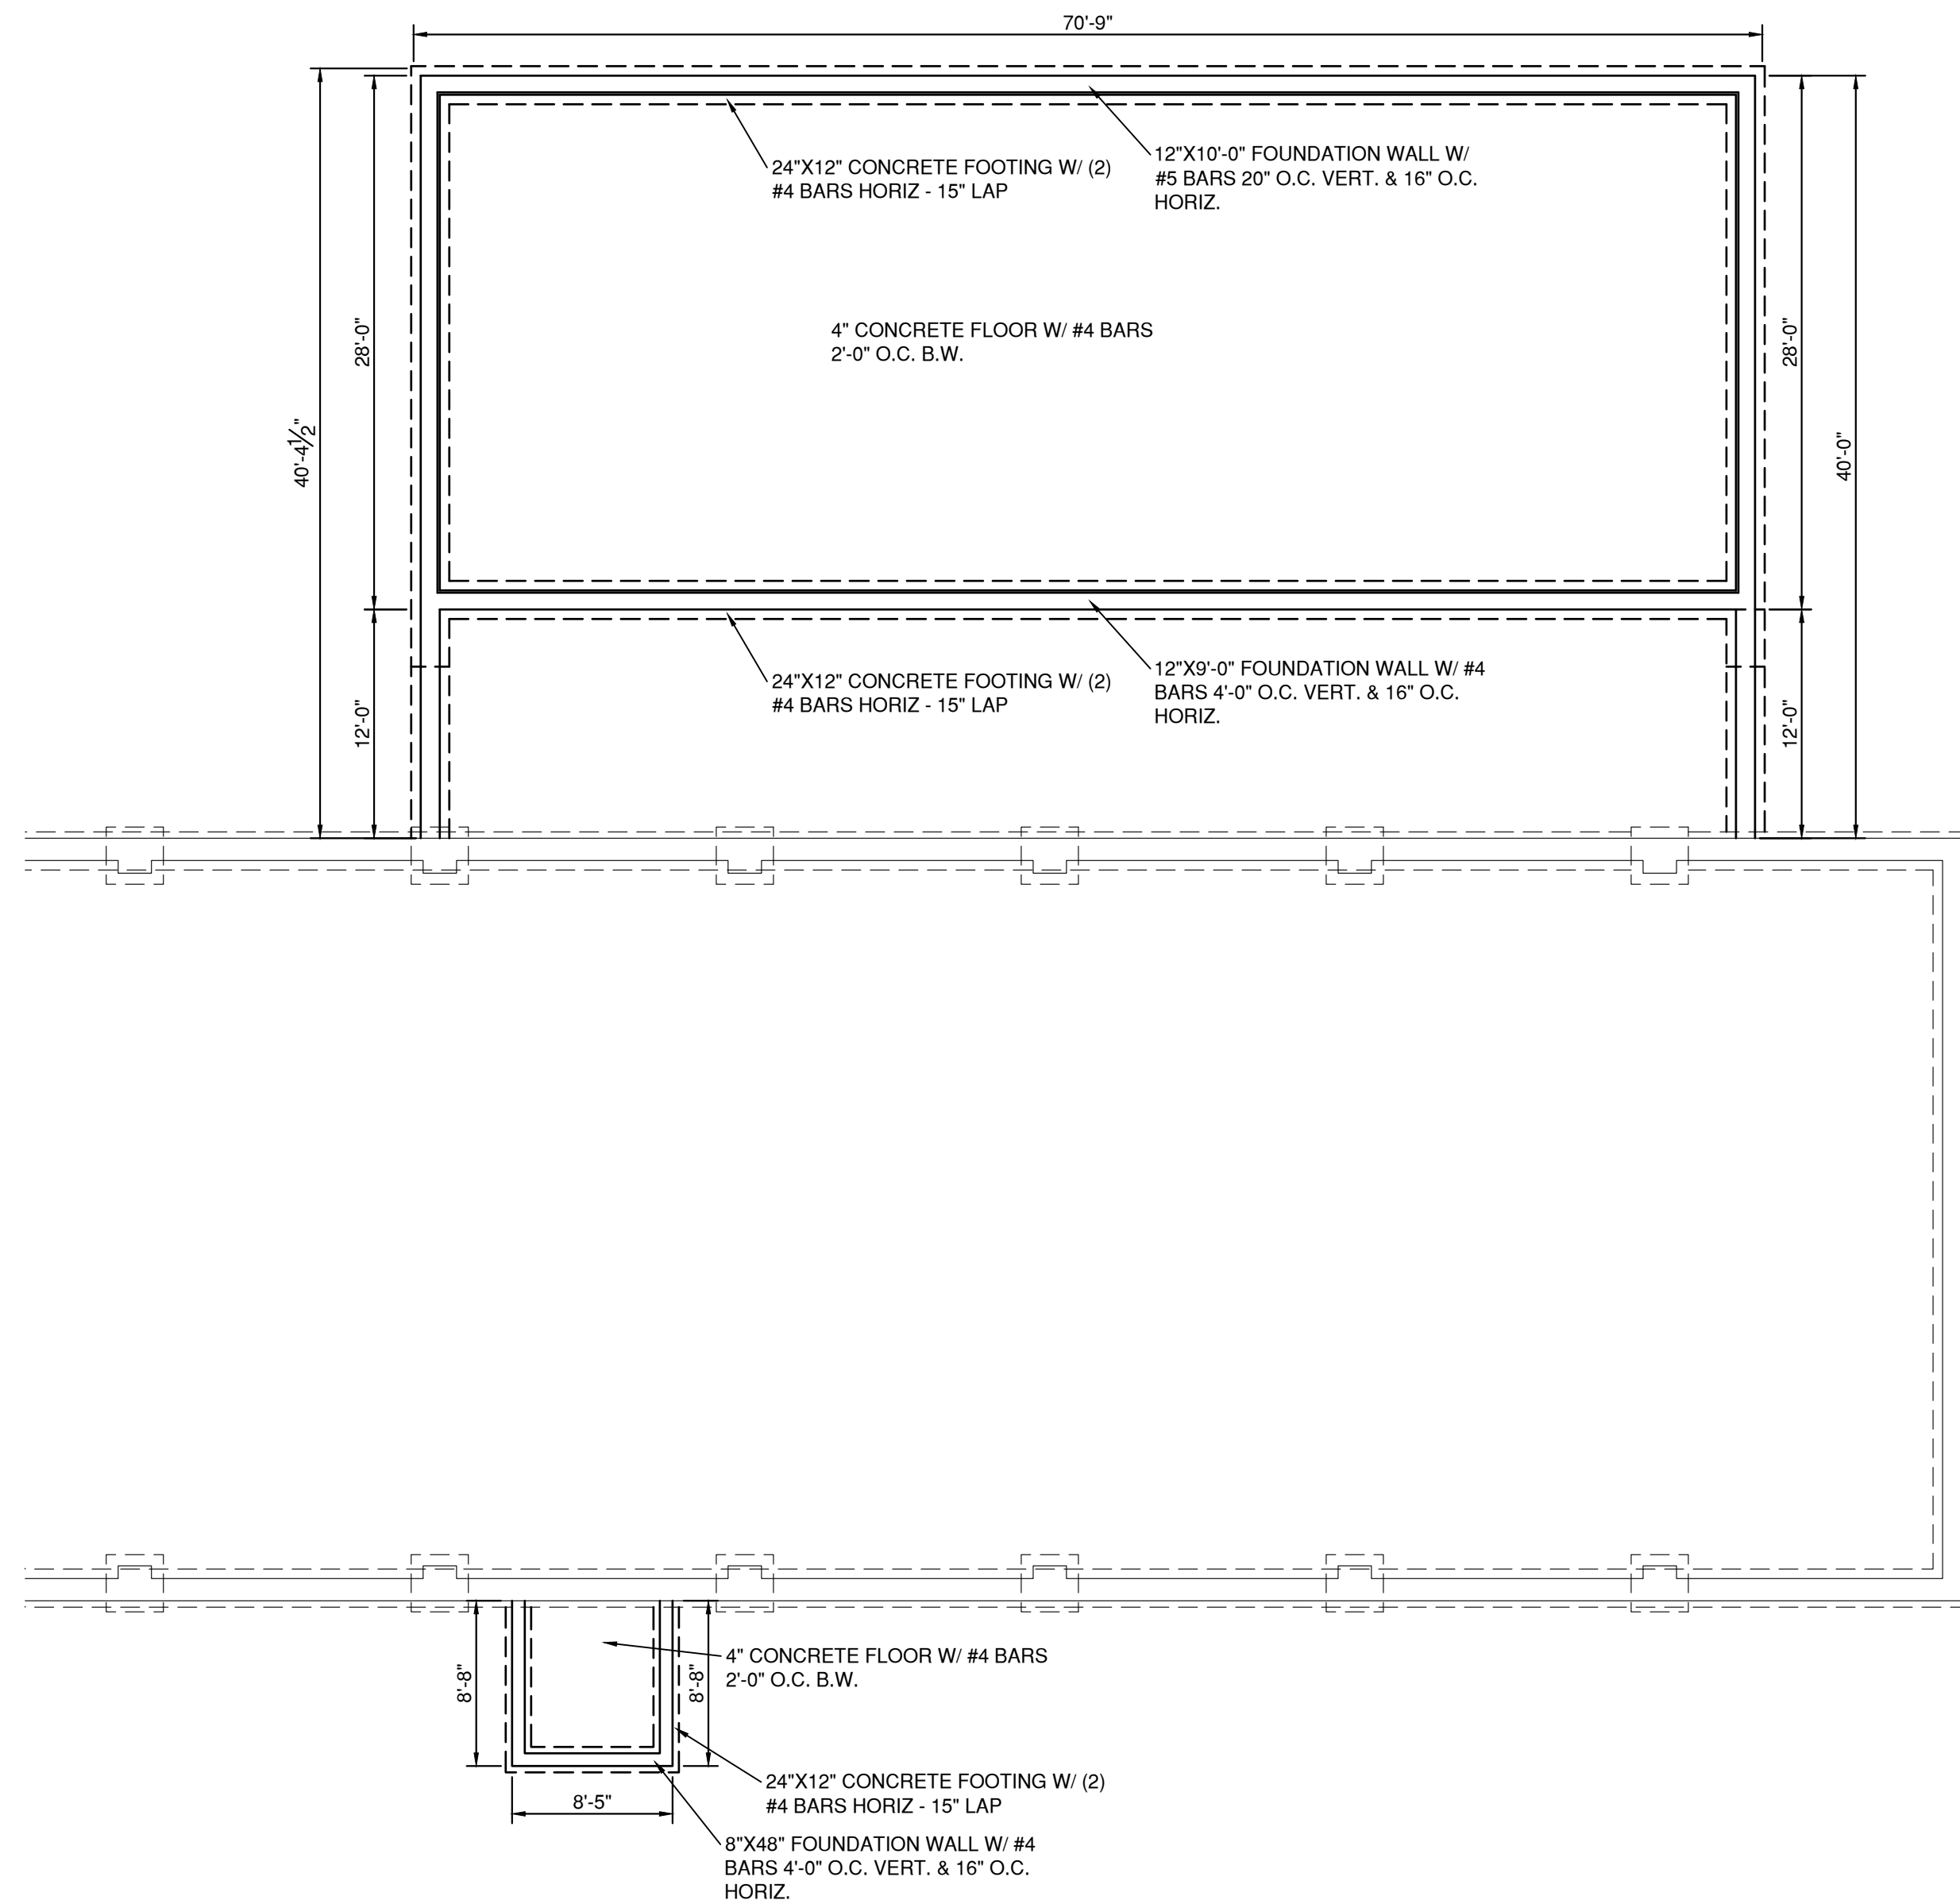 70'-9"
24"X12" CONCRETE FOOTING W/ (2)
#4 BARS HORIZ - 15" LAP
12"X10'-0" FOUNDATION WALL W/
#5 BARS 20" O.C. VERT. & 16" O.C.
HORIZ.
4" CONCRETE FLOOR W/ #4 BARS
2'-0" O.C. B.W.
40'-4 1/2"
28'-0"
28'-0"
40'-0"
24"X12" CONCRETE FOOTING W/ (2)
#4 BARS HORIZ - 15" LAP
12"X9'-0" FOUNDATION WALL W/ #4
BARS 4'-0" O.C. VERT. & 16" O.C.
HORIZ.
12'-0"
12'-0"
8'-8"
8'-8"
4" CONCRETE FLOOR W/ #4 BARS
2'-0" O.C. B.W.
24"X12" CONCRETE FOOTING W/ (2)
#4 BARS HORIZ - 15" LAP
8'-5"
8"X48" FOUNDATION WALL W/ #4
BARS 4'-0" O.C. VERT. & 16" O.C.
HORIZ.